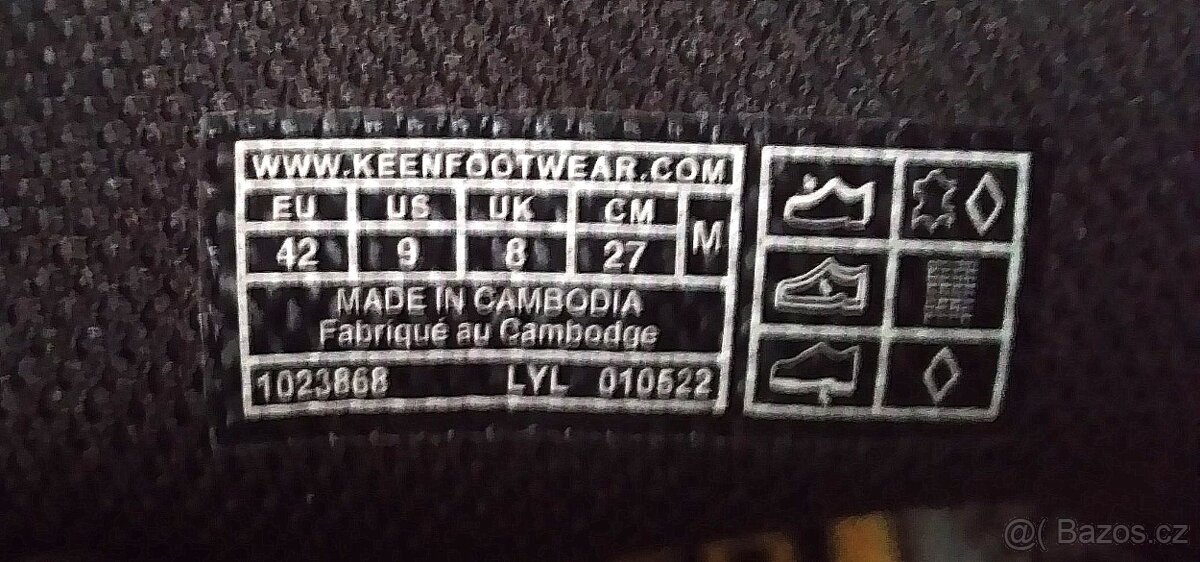 WWW.KEENFOOTWEAR.COM
EU US UK CM M
42 9 8 27
MADE IN CAMBODIA
Fabriqué au Cambodge
1023868 LYL 010522
@( Bazos.cz